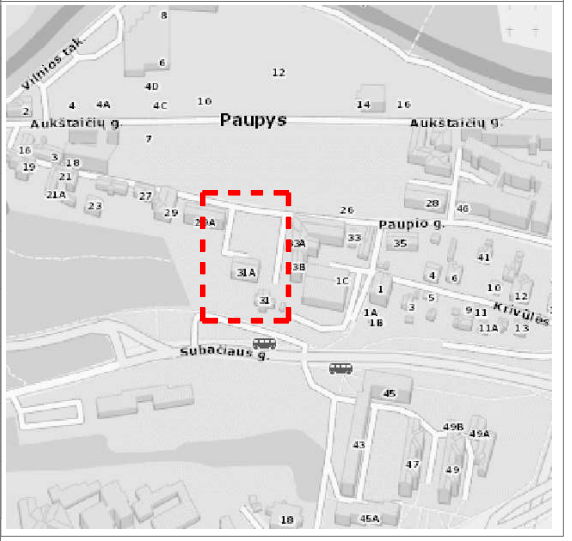 8
Vilnios tak.
6
12
4D
2
4
4A
4C
10
14
16
Aukštaičių g.
Paupys
Aukštaičių g.
7
16
3
18
19
21
21A
23
27
29
29A
26
28
46
Paupio g.
33A
33
35
41
31A
3B
1C
1
4
6
10
12
31
1A
1B
3
5
9
11
11A
13
Krivūlės
Subačiaus g.
45
43
47
49B
49A
49
18
45A